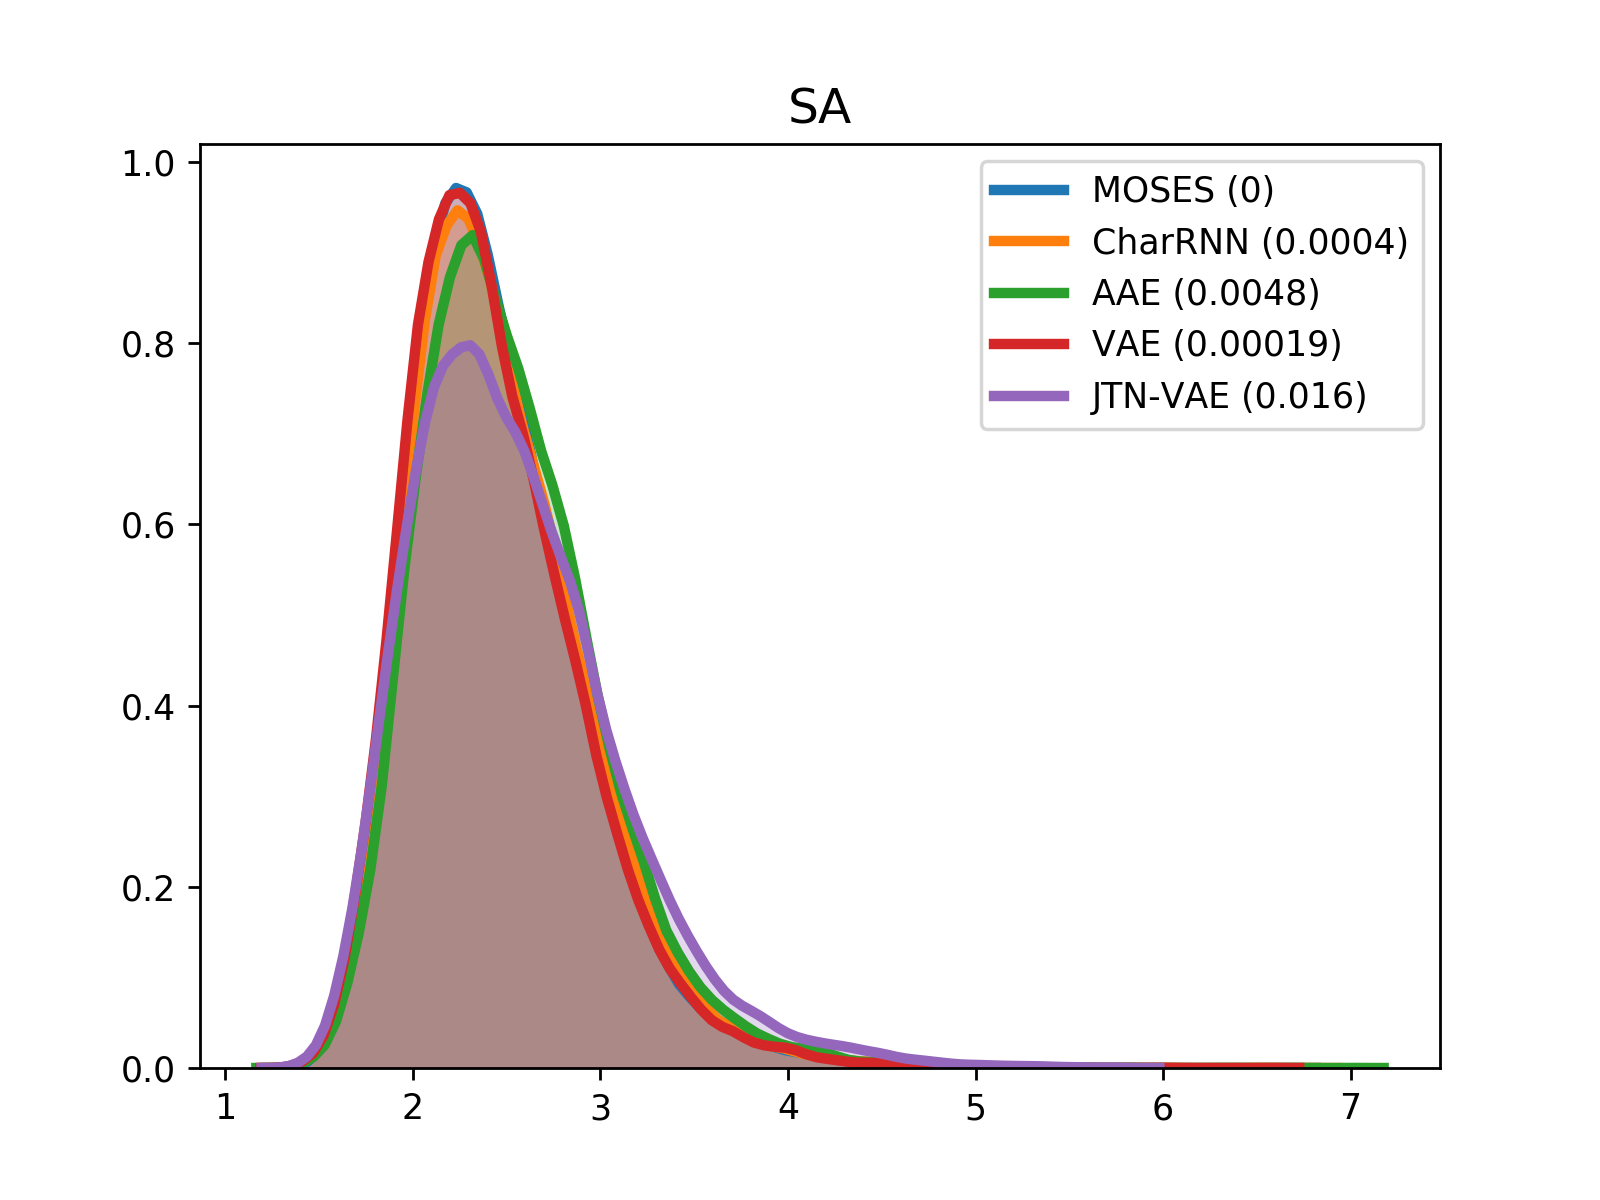 SA
1.0
0.8
0.6
0.4
0.2
0.0
1 2 3 4 5 6 7
MOSES (0)
CharRNN (0.0004)
AAE (0.0048)
VAE (0.00019)
JTN-VAE (0.016)